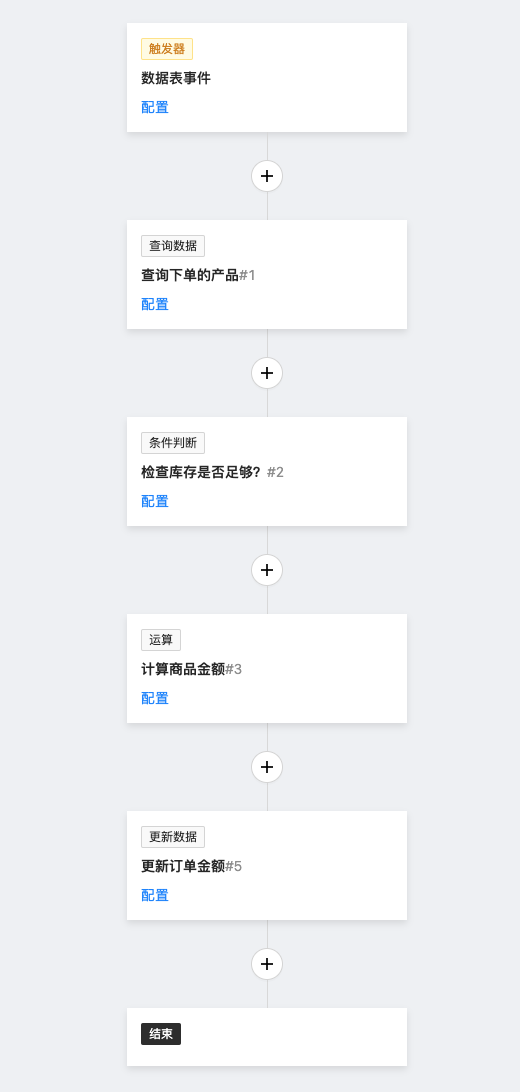 触发器
数据表事件
配置
查询数据
查询下单的产品#1
配置
条件判断
检查库存是否足够? #2
配置
运算
计算商品金额#3
配置
更新数据
更新订单金额#5
配置
结束